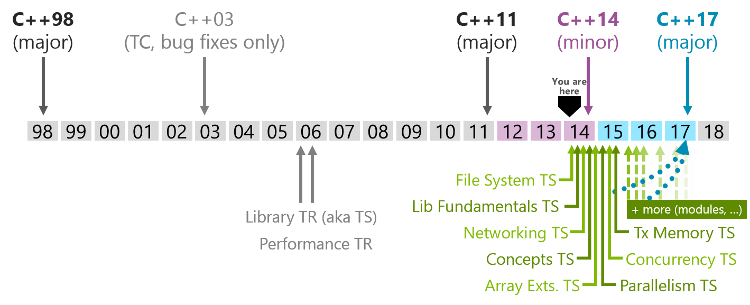 C++98
(major)
C++03
(TC, bug fixes only)
C++11
(major)
C++14
(minor)
C++17
(major)
You are
here
98 99 00 01 02 03 04 05 06 07 08 09 10 11 12 13 14 15 16 17 18
File System TS
Library TR (aka TS)
Lib Fundamentals TS
+ more (modules, ...)
Performance TR
Networking TS
Tx Memory TS
Concepts TS
Concurrency TS
Array Exts. TS
Parallelism TS